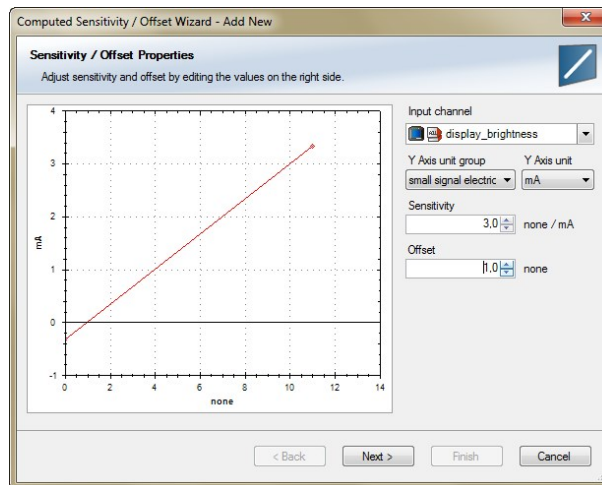 Computed Sensitivity / Offset Wizard - Add New
Sensitivity / Offset Properties
Adjust sensitivity and offset by editing the values on the right side.
4
3
2
1
0
-1
mA
0 2 4 6 8 10 12 14
none
Input channel
display_brightness
Y Axis unit group Y Axis unit
small signal electric mA
Sensitivity
3,0 none / mA
Offset
1,0 none
< Back Next > Finish Cancel